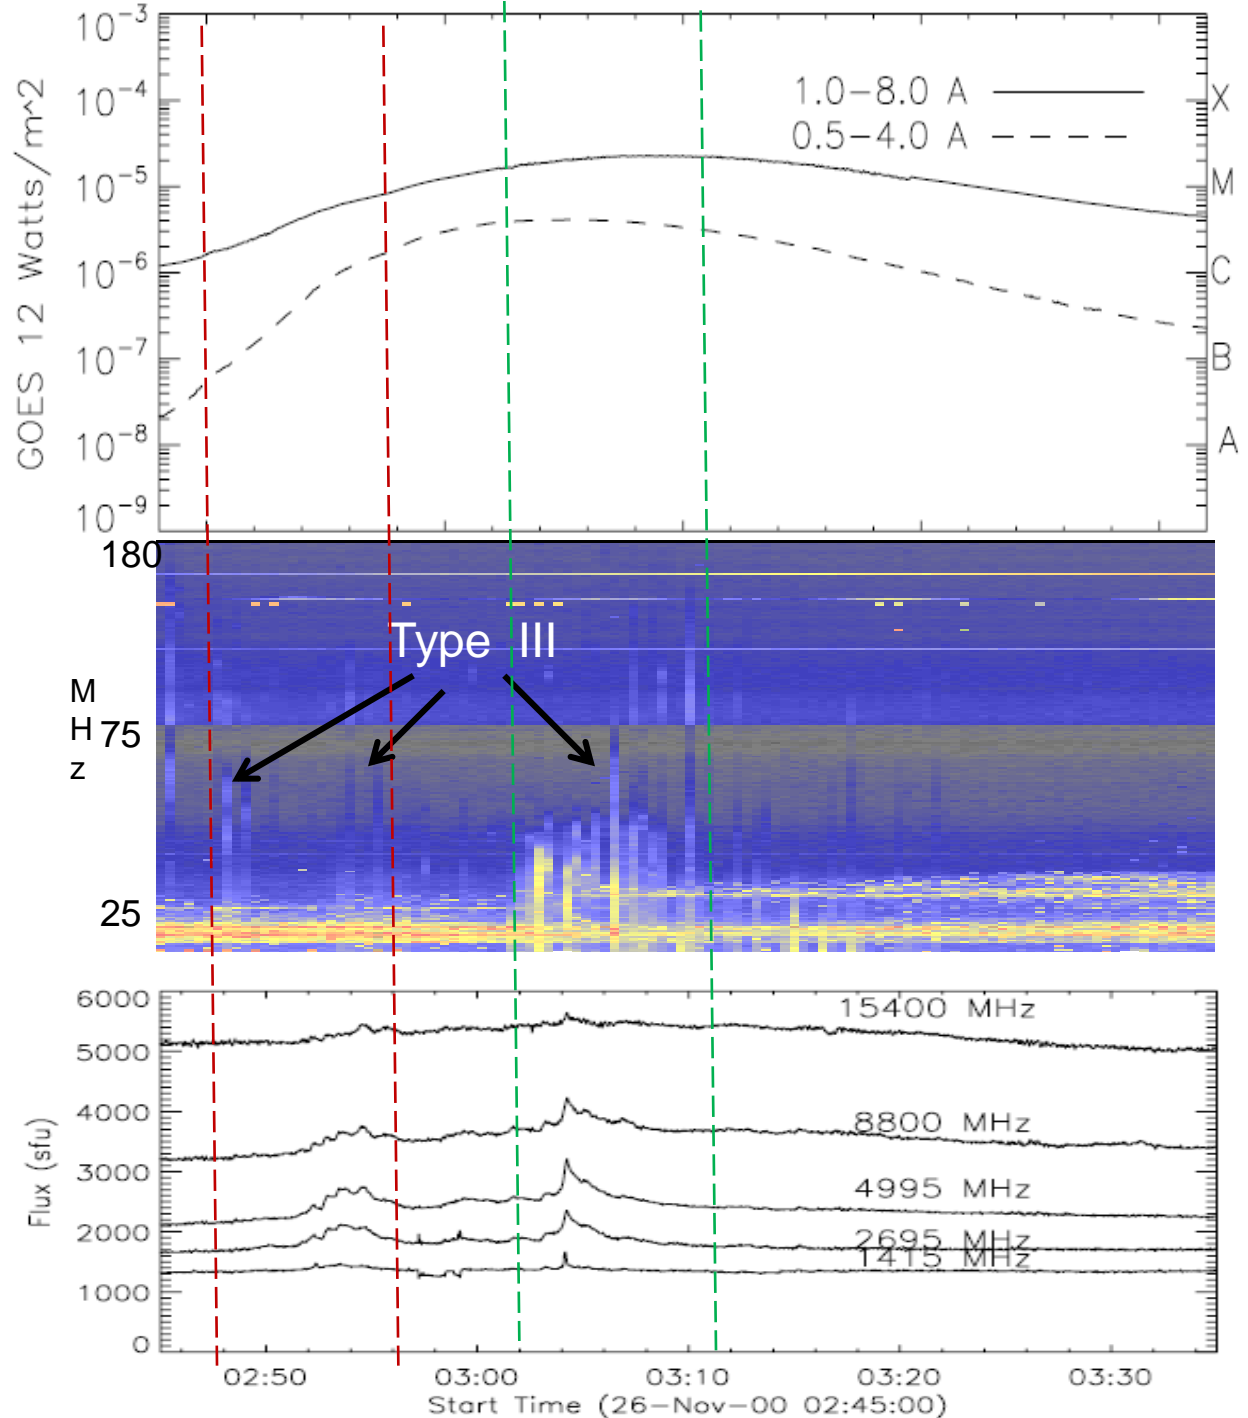 10^-3
10^-4
10^-5
10^-6
10^-7
10^-8
10^-9
GOES 12 Watts/m^2
1.0-8.0 A
0.5-4.0 A
X
M
C
B
A
180
75
25
M
H
z
Type III
6000
5000
4000
3000
2000
1000
0
Flux (sfu)
15400 MHz
8800 MHz
4995 MHz
2695 MHz
1415 MHz
02:50 03:00 03:10 03:20 03:30
Start Time (26-Nov-00 02:45:00)